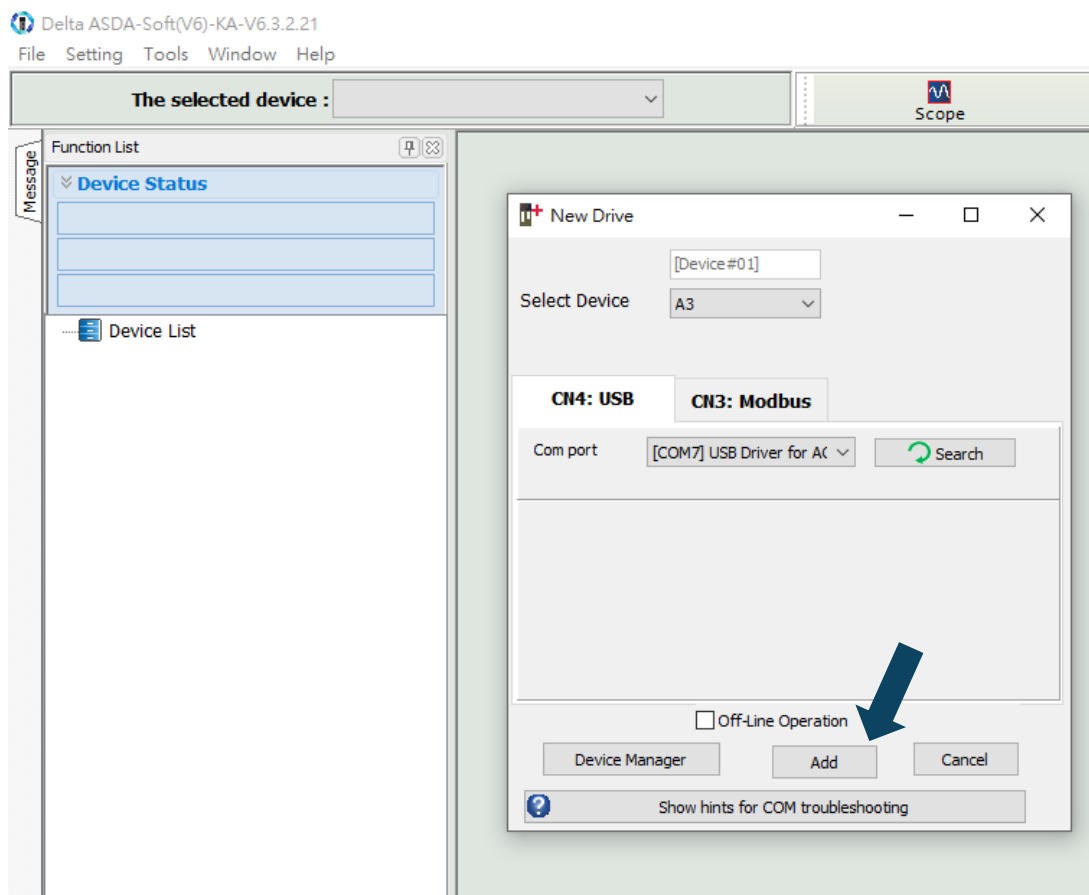 Delta ASDA-Soft(V6)-KA-V6.3.2.21
File Setting Tools Window Help
The selected device :
Scope
Message
Function List
Device Status
Device List
New Drive
[Device#01]
Select Device A3
CN4: USB CN3: Modbus
Com port [COM7] USB Driver for A( Search
Off-Line Operation
Device Manager Add Cancel
Show hints for COM troubleshooting